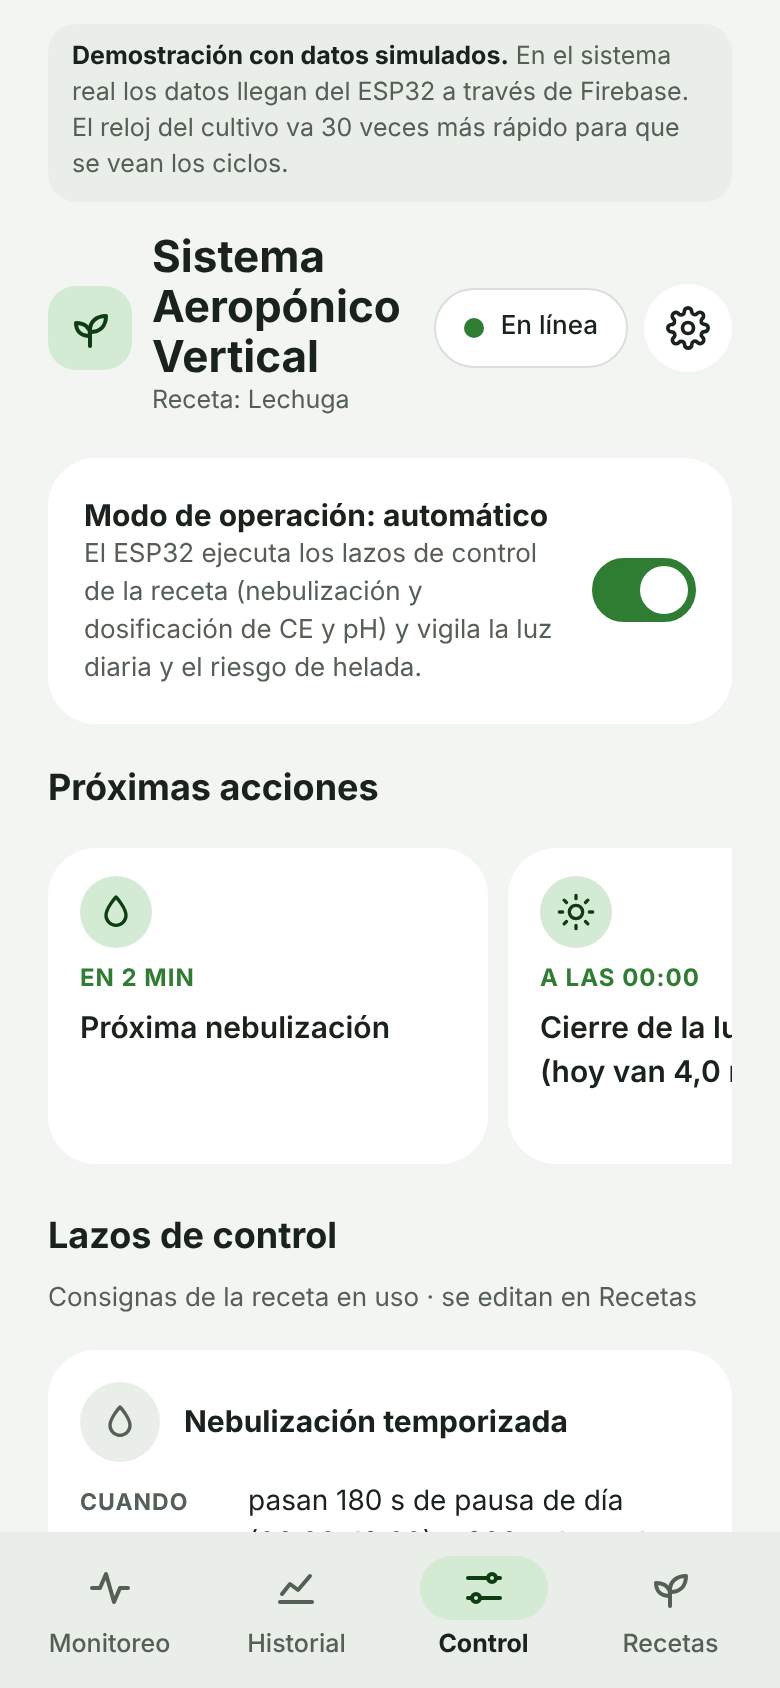 Demostración con datos simulados. En el sistema
real los datos llegan del ESP32 a través de Firebase.
El reloj del cultivo va 30 veces más rápido para que
se vean los ciclos.
Sistema
Aeropónico
Vertical
Receta: Lechuga
En línea
Modo de operación: automático
El ESP32 ejecuta los lazos de control
de la receta (nebulización y
dosificación de CE y pH) y vigila la luz
diaria y el riesgo de helada.
Próximas acciones
EN 2 MIN
Próxima nebulización
A LAS 00:00
Cierre de la
(hoy van 4,0
Lazos de control
Consignas de la receta en uso · se editan en Recetas
Nebulización temporizada
CUANDO
pasan 180 s de pausa de día
Monitoreo
Historial
Control
Recetas